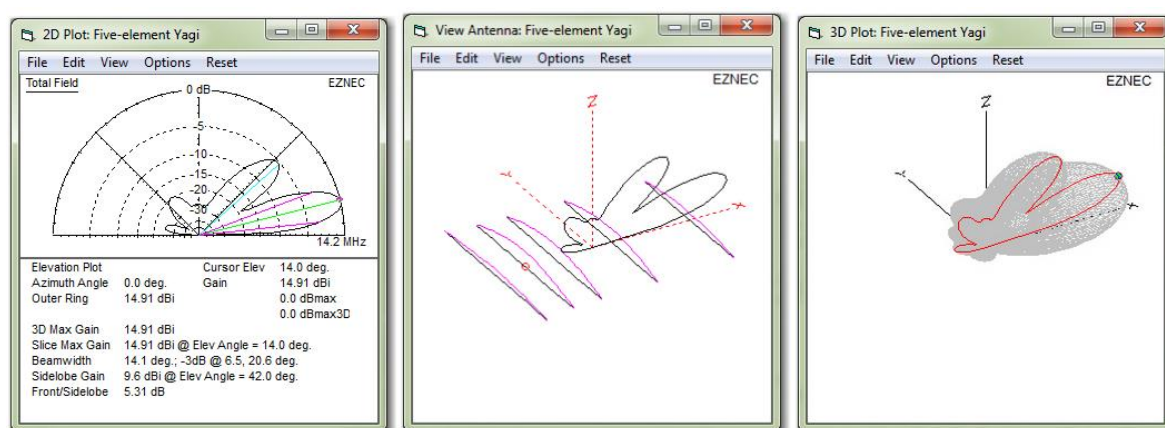 2D Plot: Five-element Yagi
File Edit View Options Reset
Total Field
EZNEC
0 dB
-5
-10
-15
-20
-30
14.2 MHz
Elevation Plot
Cursor Elev 14.0 deg.
Azimuth Angle 0.0 deg.
Gain 14.91 dBi
Outer Ring 14.91 dBi
0.0 dBmax
0.0 dBmax3D
3D Max Gain 14.91 dBi
Slice Max Gain 14.91 dBi @ Elev Angle = 14.0 deg.
Beamwidth 14.1 deg.; -3dB @ 6.5, 20.6 deg.
Sidelobe Gain 9.6 dBi @ Elev Angle = 42.0 deg.
Front/Sidelobe 5.31 dB
View Antenna: Five-element Yagi
File Edit View Options Reset
EZNEC
Z
Y
X
3D Plot: Five-element Yagi
File Edit View Options Reset
EZNEC
Z
Y
X